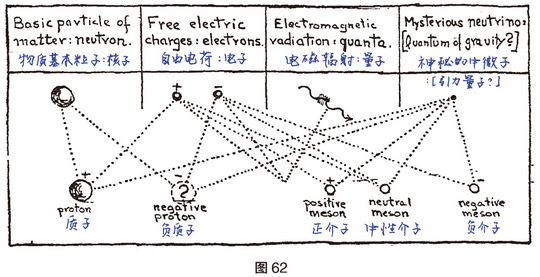 Basic particle of
matter: neutron.
物质基本粒子:核子
Free electric
charges: electrons.
自由电荷:电子
Electromagnetic
radiation: quanta.
电磁辐射:量子
Mysterious neutrino:
[Quantum of gravity?]
神秘的中微子
:[引力量子?]
+
−
+
proton
质子
−
?
negative
proton
负质子
+
positive
meson
正介子
neutral
meson
中性介子
−
negative
meson
负介子
图 62